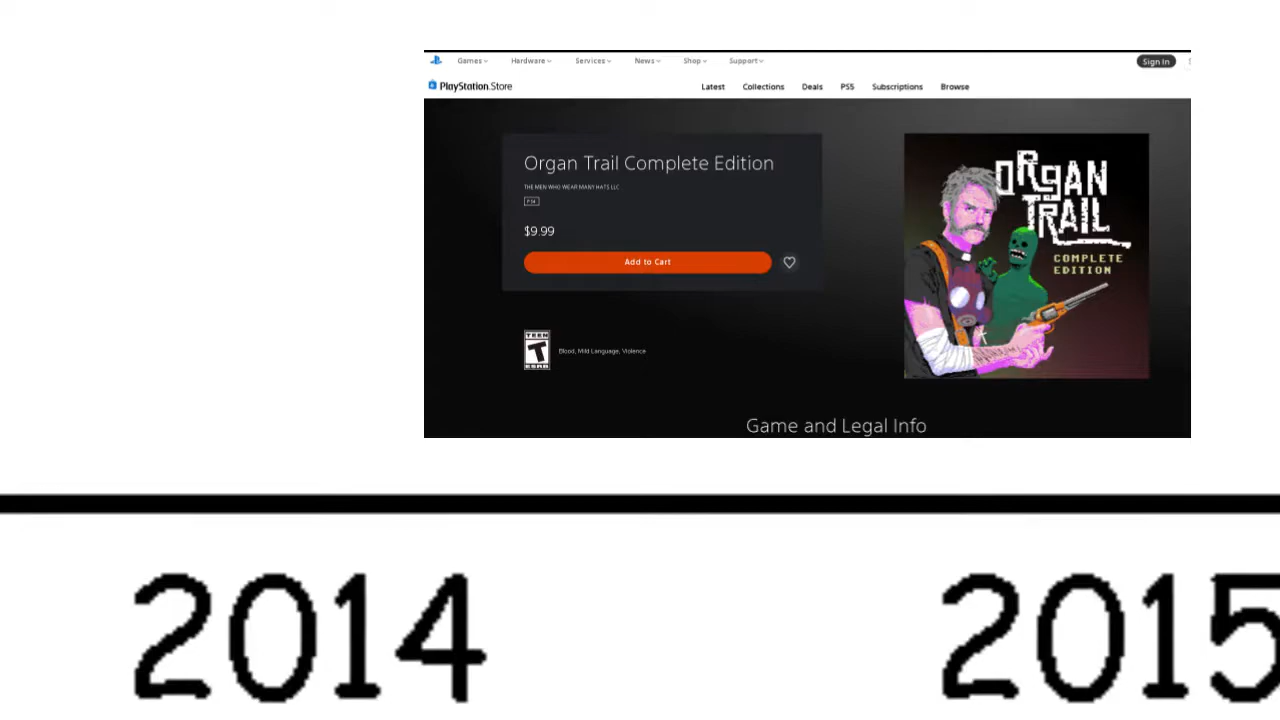 Games Hardware Services News Shop Support Sign In
PlayStation.Store Latest Collections Deals PS5 Subscriptions Browse
Organ Trail Complete Edition
THE MEN WHO WEAR MANY HATS LLC
PS4
$9.99
Add to Cart
TEEN
T
ESRB
Blood, Mild Language, Violence
ORGAN
TRAIL
COMPLETE
EDITION
Game and Legal Info
2014 2015